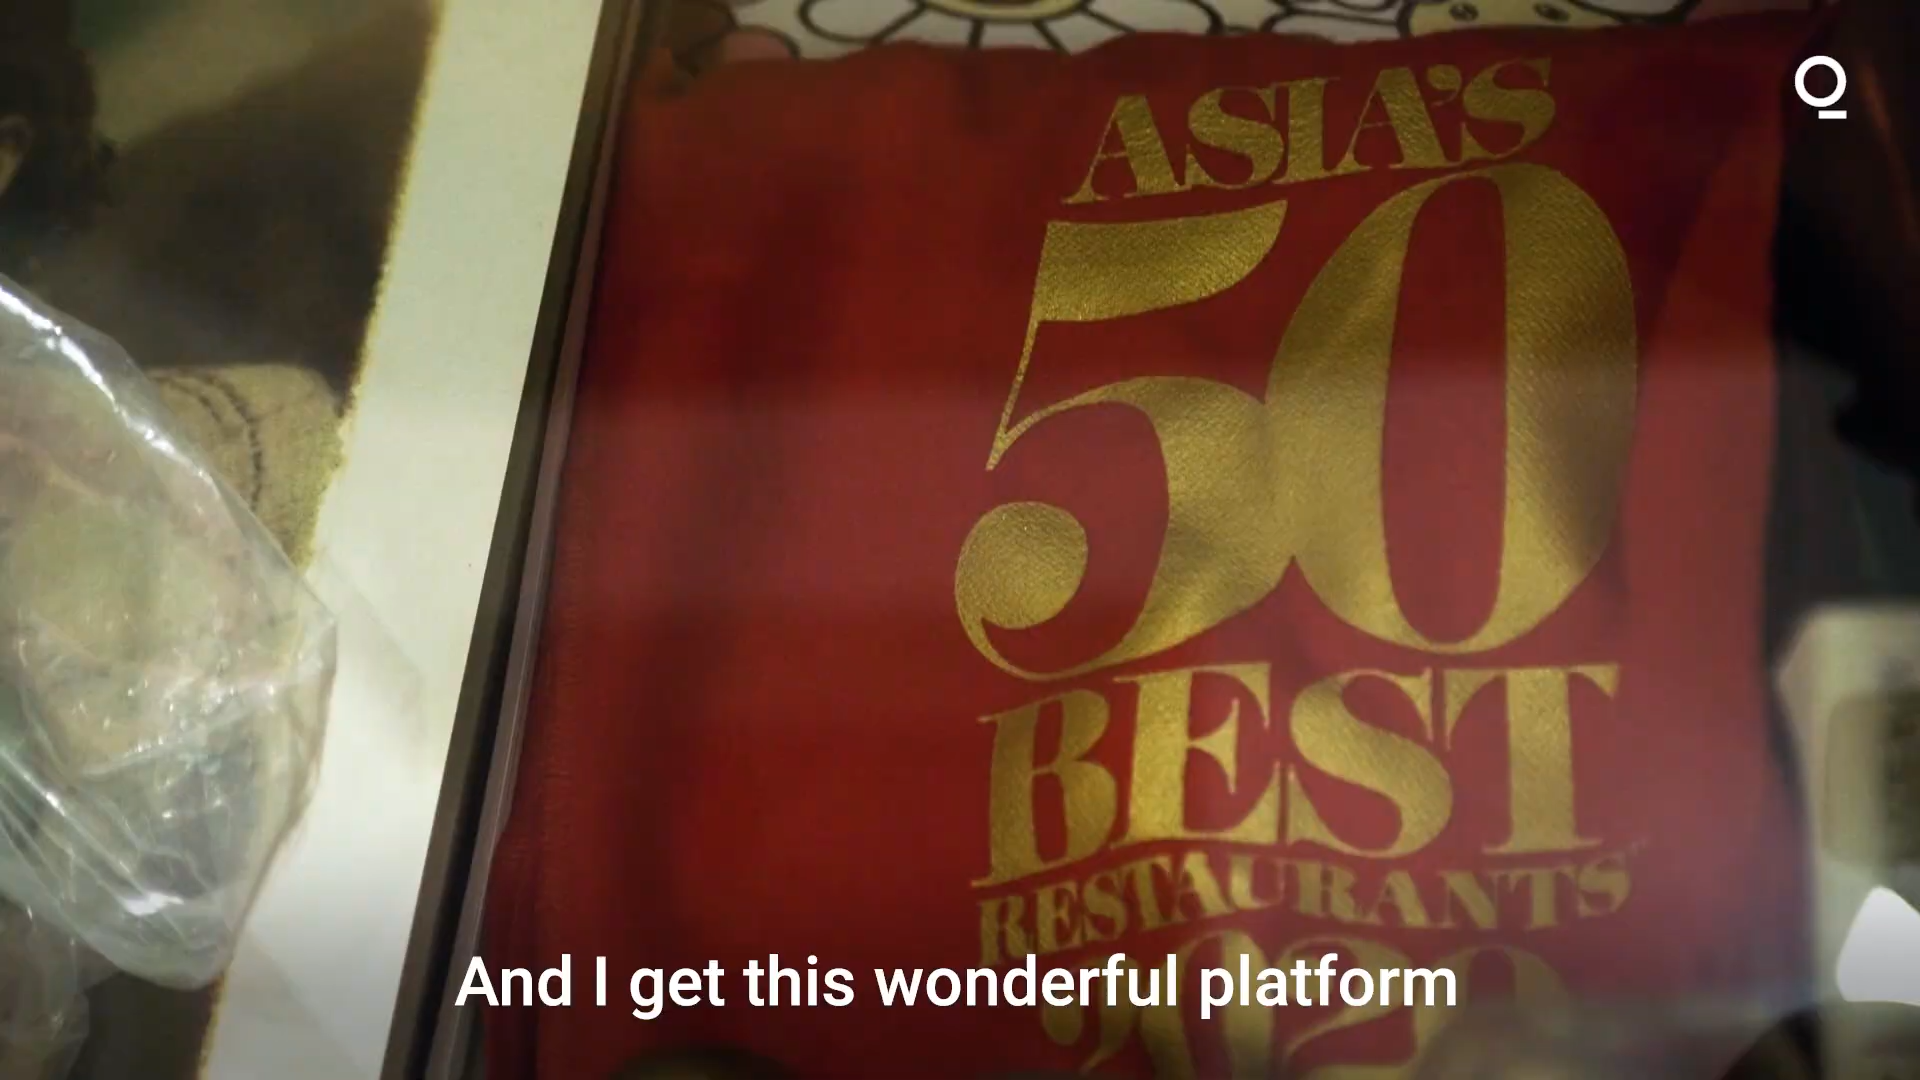 ASIA'S
50
BEST
RESTAURANTS
And I get this wonderful platform